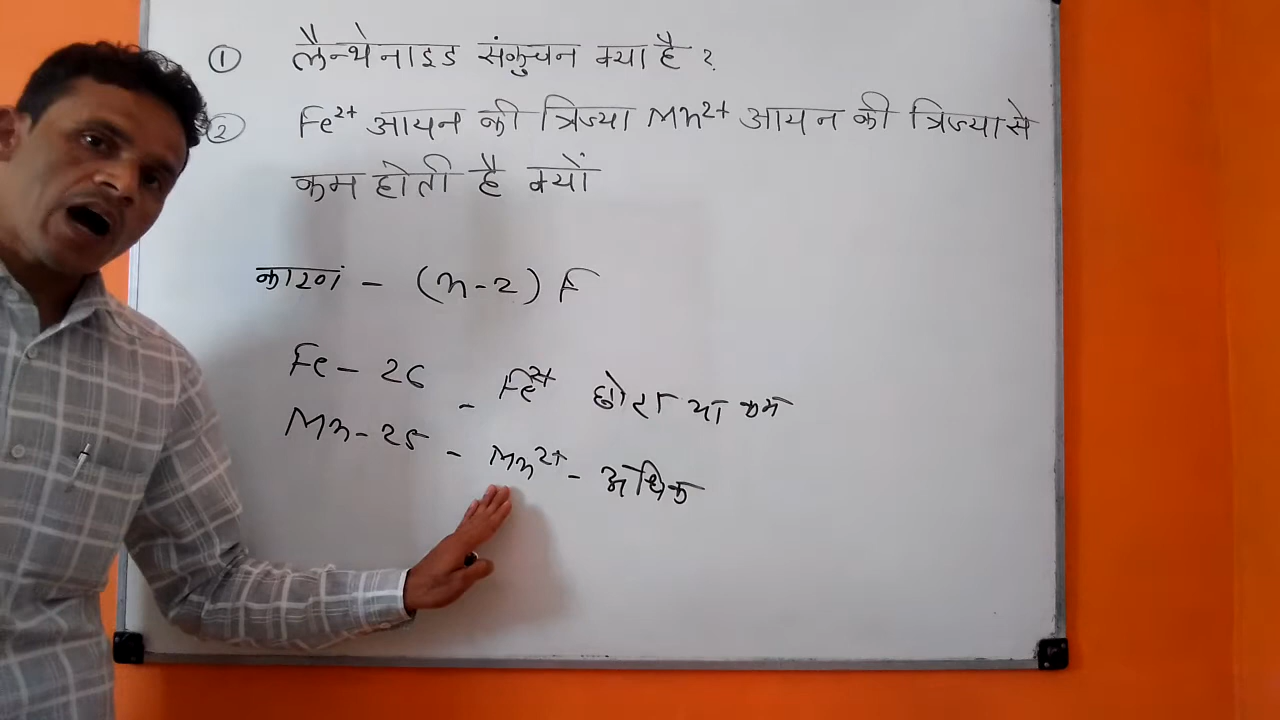 ① लैन्थेनाइड संकुचन क्या है ?
② Fe²⁺ आयन की त्रिज्या Mn²⁺ आयन की त्रिज्या से
कम होती है क्यों
कारण - (n-2) F
Fe - 26 - Fe²⁺ छोटा या कम
Mn - 25 - Mn²⁺ - अधिक